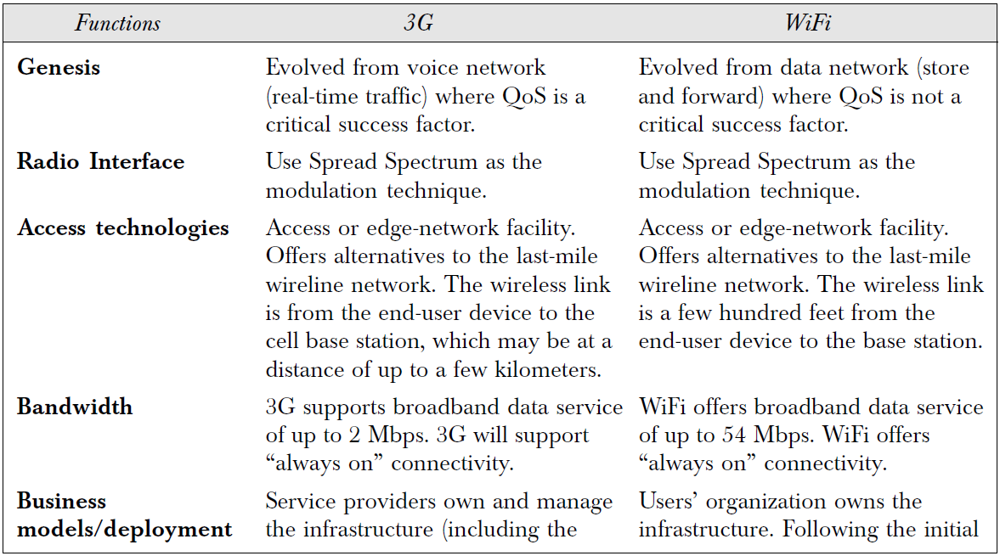 Functions 3G WiFi
Genesis Evolved from voice network Evolved from data network (store
(real-time traffic) where QoS is a and forward) where QoS is not a
critical success factor. critical success factor.
Radio Interface Use Spread Spectrum as the Use Spread Spectrum as the
modulation technique. modulation technique.
Access technologies Access or edge-network facility. Access or edge-network facility.
Offers alternatives to the last-mile Offers alternatives to the last-mile
wireline network. The wireless link wireline network. The wireless link
is from the end-user device to the is a few hundred feet from the
cell base station, which may be at a end-user device to the base station.
distance of up to a few kilometers.
Bandwidth 3G supports broadband data service WiFi offers broadband data service
of up to 2 Mbps. 3G will support of up to 54 Mbps. WiFi offers
“always on” connectivity. “always on” connectivity.
Business Service providers own and manage Users’ organization owns the
models/deployment the infrastructure (including the infrastructure. Following the initial